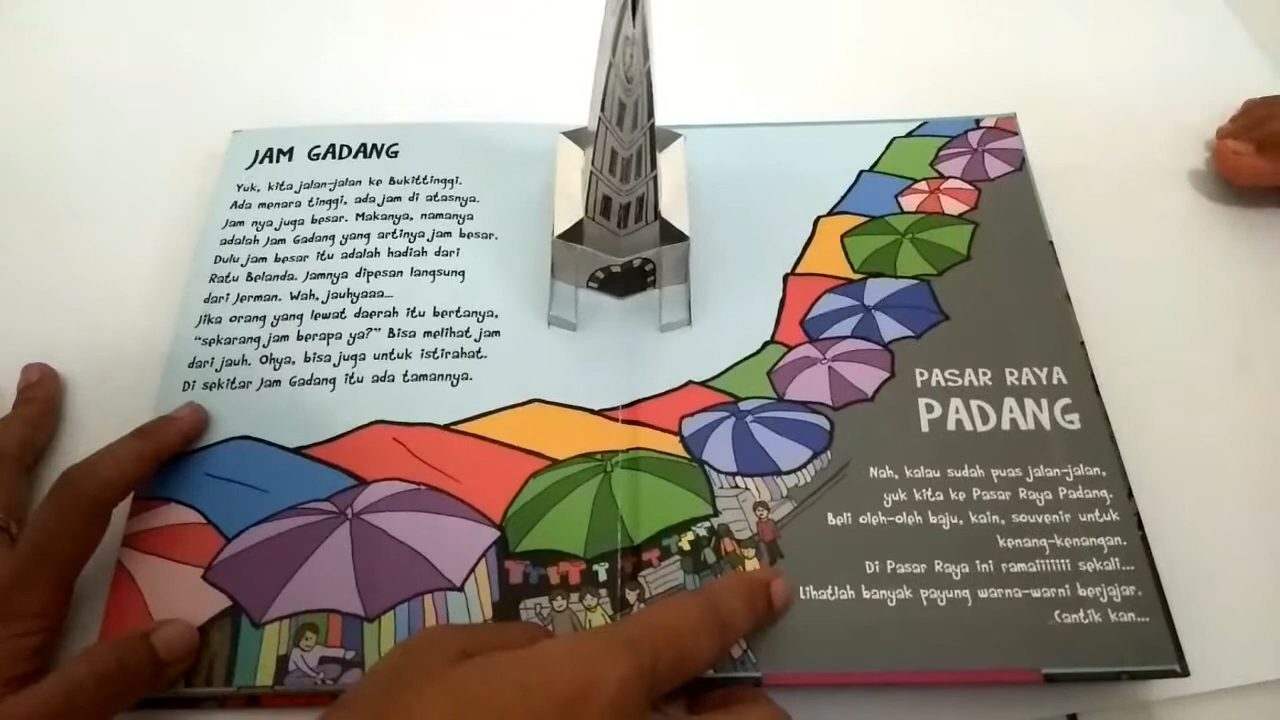 JAM GADANG
Yuk, kita jalan-jalan ke Bukittinggi.
Ada menara tinggi, ada jam di atasnya.
Jam nya juga besar. Makanya, namanya
adalah Jam Gadang yang artinya jam besar.
Dulu jam besar itu adalah hadiah dari
Ratu Belanda. Jamnya dipesan langsung
dari Jerman. Wah, jauhyaaa...
Jika orang yang lewat daerah itu bertanya,
"sekarang jam berapa ya?" Bisa melihat jam
dari jauh. Ohya, bisa juga untuk istirahat.
Di sekitar Jam Gadang itu ada tamannya.
PASAR RAYA
PADANG
Nah, kalau sudah puas jalan-jalan,
yuk kita ke Pasar Raya Padang.
Beli oleh-oleh baju, kain, souvenir untuk
kenang-kenangan.
Di Pasar Raya ini ramaiiiiiii sekali...
Lihatlah banyak payung warna-warni berjajar.
Cantik kan...